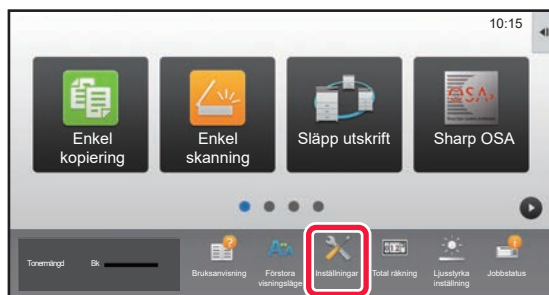 10:15
OSA
Enkel
kopiering
Enkel
skanning
Släpp utskrift
Sharp OSA
Tonermängd Bk
Bruksanvisning
Förstora
visningsläge
Inställningar
Total räkning
Ljusstyrka
inställning
Jobbstatus